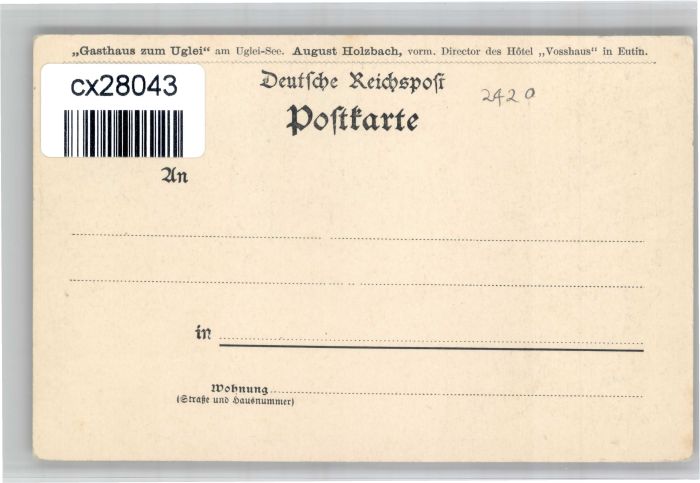 „Gasthaus zum Uglei“ am Uglei-See. August Holzbach, vorm. Director des Hôtel „Vosshaus“ in Eutin.
cx28043
Deutsche Reichspost
2420
Postkarte
An
in
Wohnung
(Straße und Hausnummer)